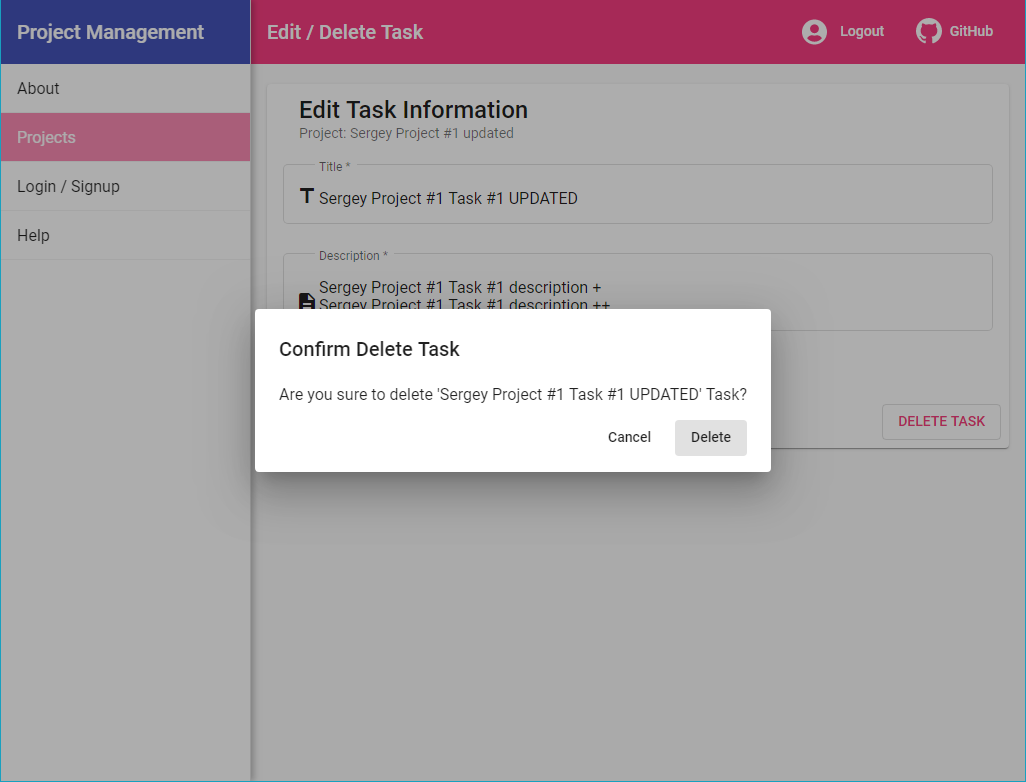 Project Management
Edit / Delete Task
Logout
GitHub
About
Projects
Login / Signup
Help
Edit Task Information
Project: Sergey Project #1 updated
Title *
Sergey Project #1 Task #1 UPDATED
Description *
Sergey Project #1 Task #1 description +
Sergey Project #1 Task #1 description ++
Confirm Delete Task
Are you sure to delete 'Sergey Project #1 Task #1 UPDATED' Task?
Cancel
Delete
DELETE TASK